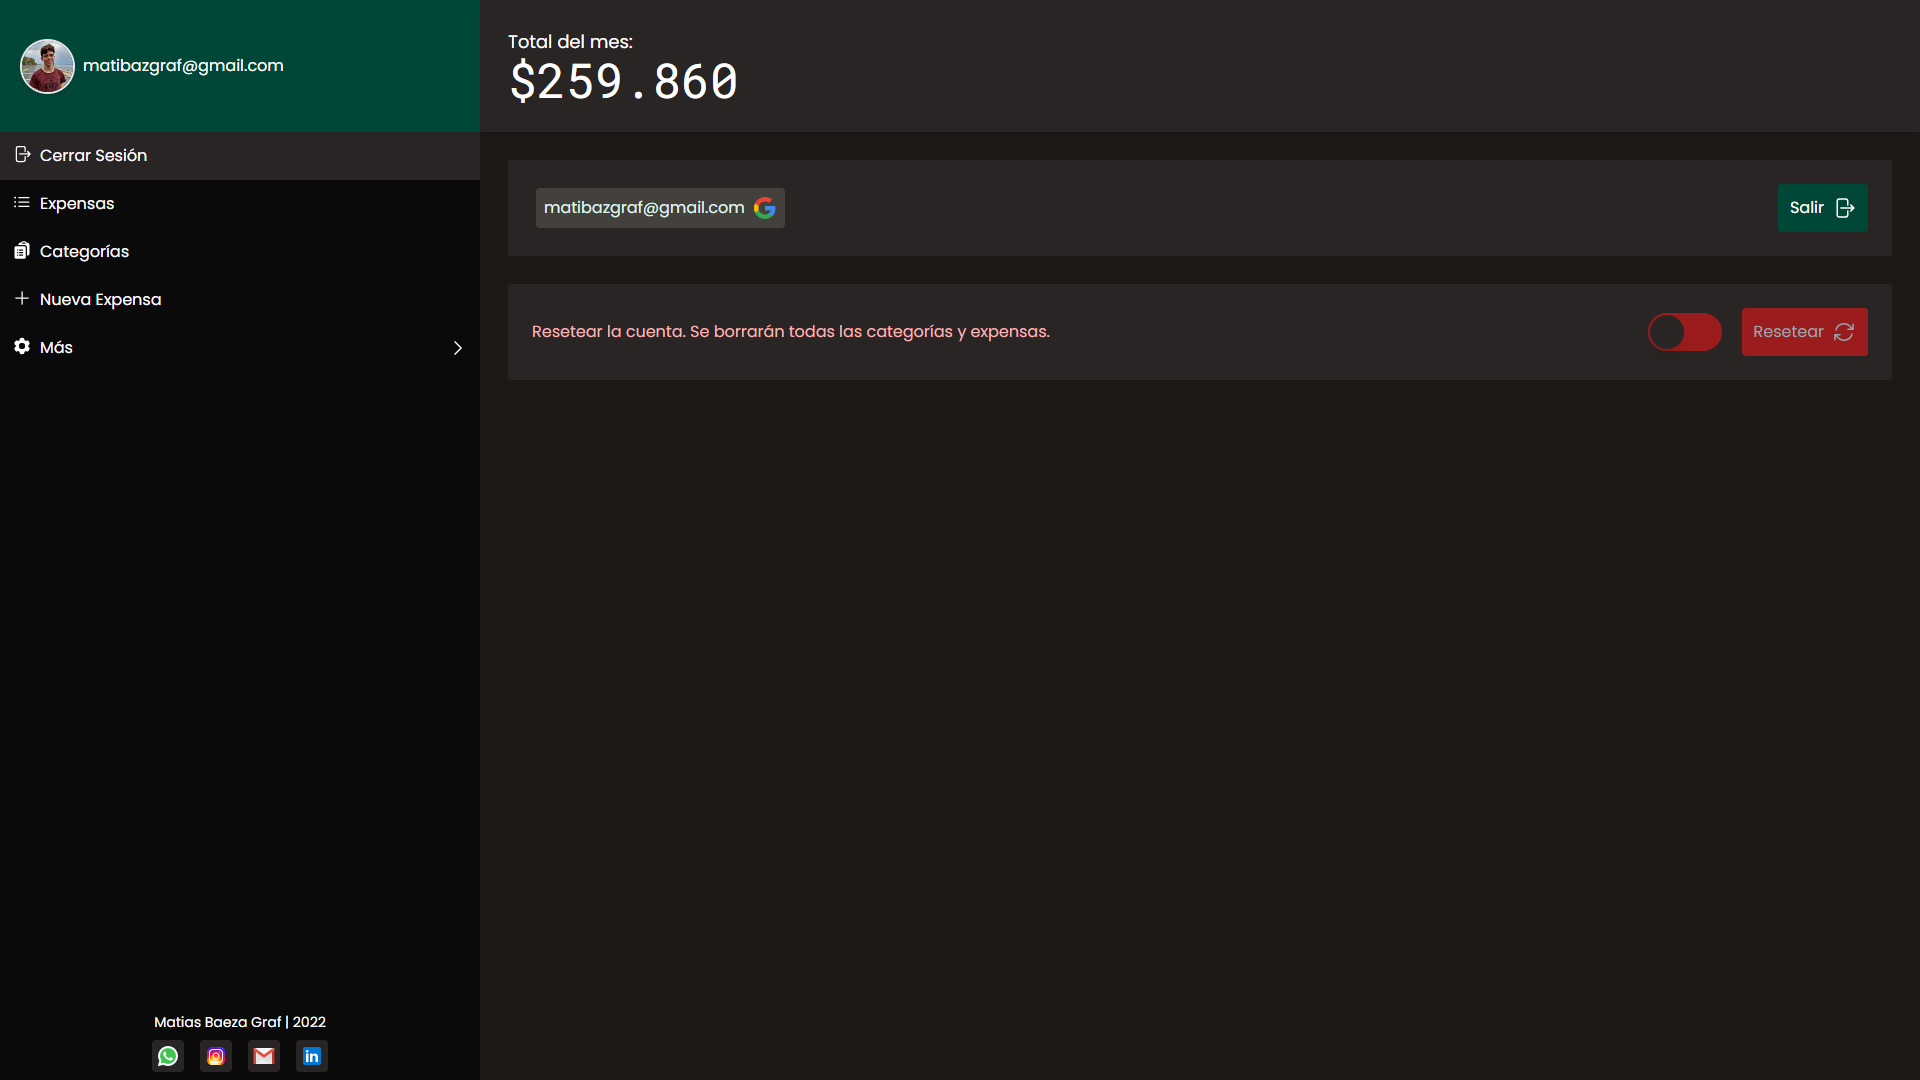 matibazgraf@gmail.com
Cerrar Sesión
Expensas
Categorías
Nueva Expensa
Más
Matias Baeza Graf | 2022
Total del mes:
$259.860
matibazgraf@gmail.com
Salir
Resetear la cuenta. Se borrarán todas las categorías y expensas.
Resetear